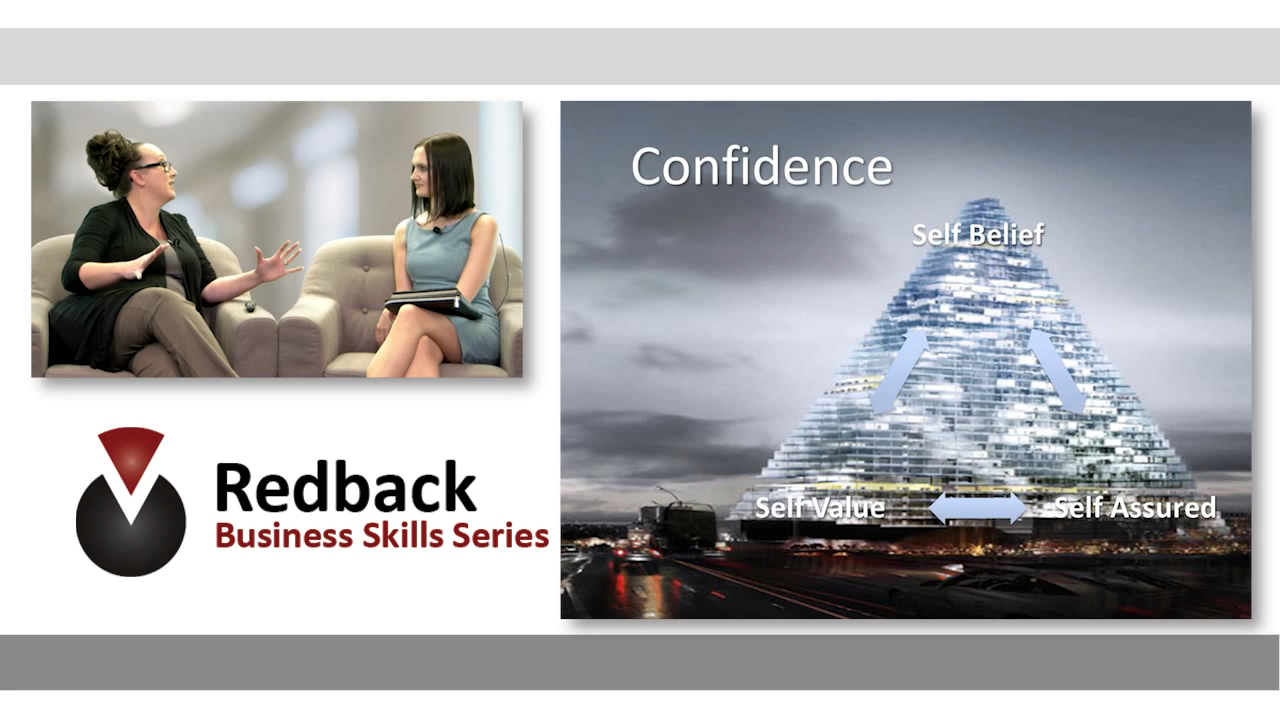 Confidence
Self Belief
Self Value
Self Assured
Redback
Business Skills Series